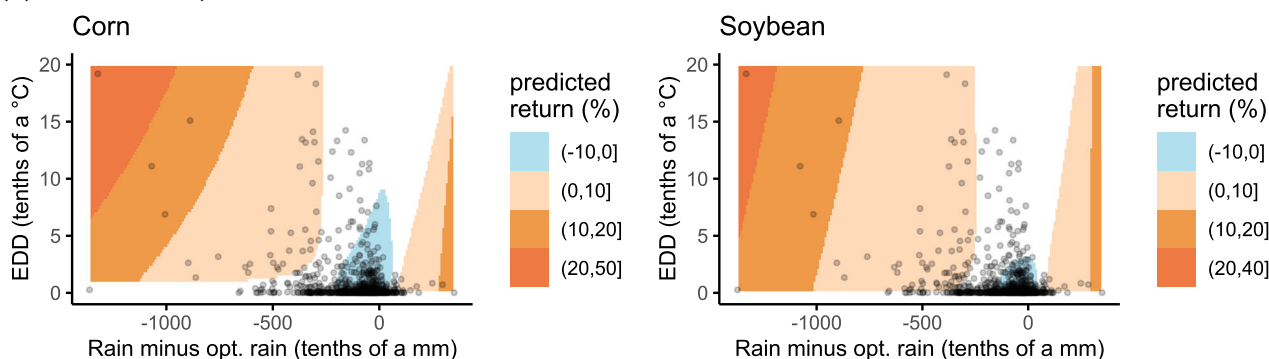 Corn
20
15
10
5
0
EDD (tenths of a °C)
-1000
-500
0
Rain minus opt. rain (tenths of a mm)
predicted
return (%)
(-10,0]
(0,10]
(10,20]
(20,50]
Soybean
20
15
10
5
0
EDD (tenths of a °C)
-1000
-500
0
Rain minus opt. rain (tenths of a mm)
predicted
return (%)
(-10,0]
(0,10]
(10,20]
(20,40]